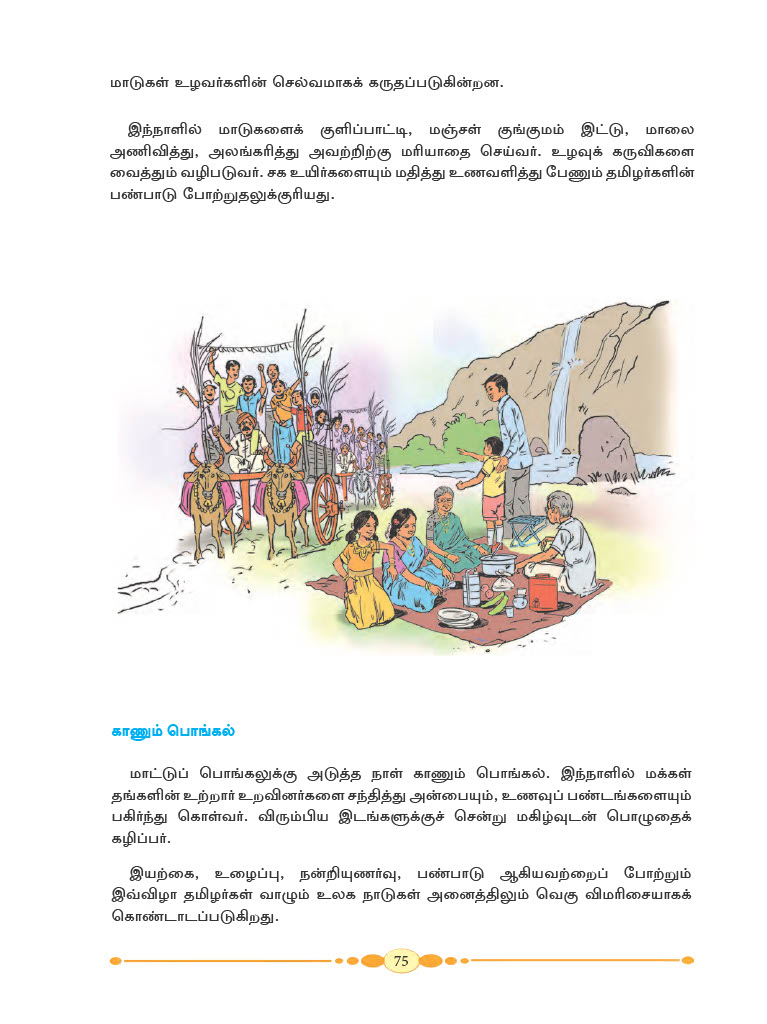 மாடுகள் உழவர்களின் செல்வமாகக் கருதப்படுகின்றன.
இந்நாளில் மாடுகளைக் குளிப்பாட்டி, மஞ்சள் குங்குமம் இட்டு, மாலை
அணிவித்து, அலங்கரித்து அவற்றிற்கு மரியாதை செய்வர். உழவுக் கருவிகளை
வைத்தும் வழிபடுவர். சக உயிர்களையும் மதித்து உணவளித்து பேணும் தமிழர்களின்
பண்பாடு போற்றுதலுக்குரியது.
காணும் பொங்கல்
மாட்டுப் பொங்கலுக்கு அடுத்த நாள் காணும் பொங்கல். இந்நாளில் மக்கள்
தங்களின் உற்றார் உறவினர்களை சந்தித்து அன்பையும், உணவுப் பண்டங்களையும்
பகிர்ந்து கொள்வர். விரும்பிய இடங்களுக்குச் சென்று மகிழ்வுடன் பொழுதைக்
கழிப்பர்.
இயற்கை, உழைப்பு, நன்றியுணர்வு, பண்பாடு ஆகியவற்றைப் போற்றும்
இவ்விழா தமிழர்கள் வாழும் உலக நாடுகள் அனைத்திலும் வெகு விமரிசையாகக்
கொண்டாடப்படுகிறது.
75